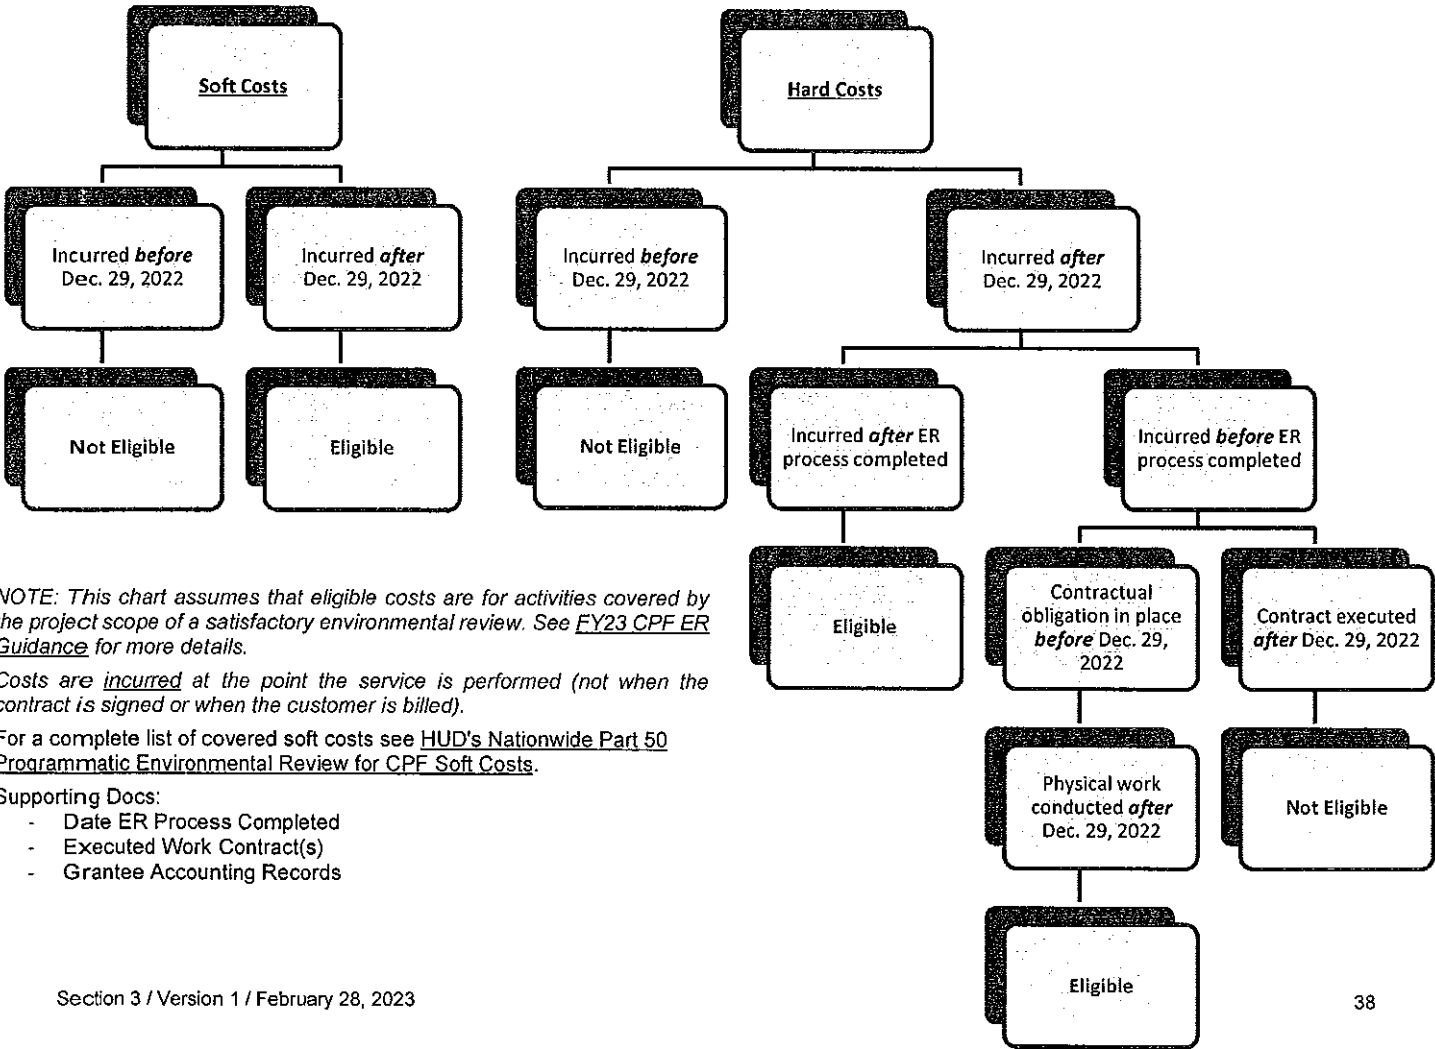 Soft Costs
Hard Costs
Incurred before
Dec. 29, 2022
Incurred after
Dec. 29, 2022
Incurred before
Dec. 29, 2022
Incurred after
Dec. 29, 2022
Not Eligible
Eligible
Not Eligible
Incurred after ER
process completed
Incurred before ER
process completed
Eligible
Contractual
obligation in place
before Dec. 29,
2022
Contract executed
after Dec. 29, 2022
Physical work
conducted after
Dec. 29, 2022
Not Eligible
Eligible
NOTE: This chart assumes that eligible costs are for activities covered by
the project scope of a satisfactory environmental review. See FY23 CPF ER
Guidance for more details.
Costs are incurred at the point the service is performed (not when the
contract is signed or when the customer is billed).
For a complete list of covered soft costs see HUD's Nationwide Part 50
Programmatic Environmental Review for CPF Soft Costs.
Supporting Docs:
- Date ER Process Completed
- Executed Work Contract(s)
- Grantee Accounting Records
Section 3 / Version 1 / February 28, 2023
38